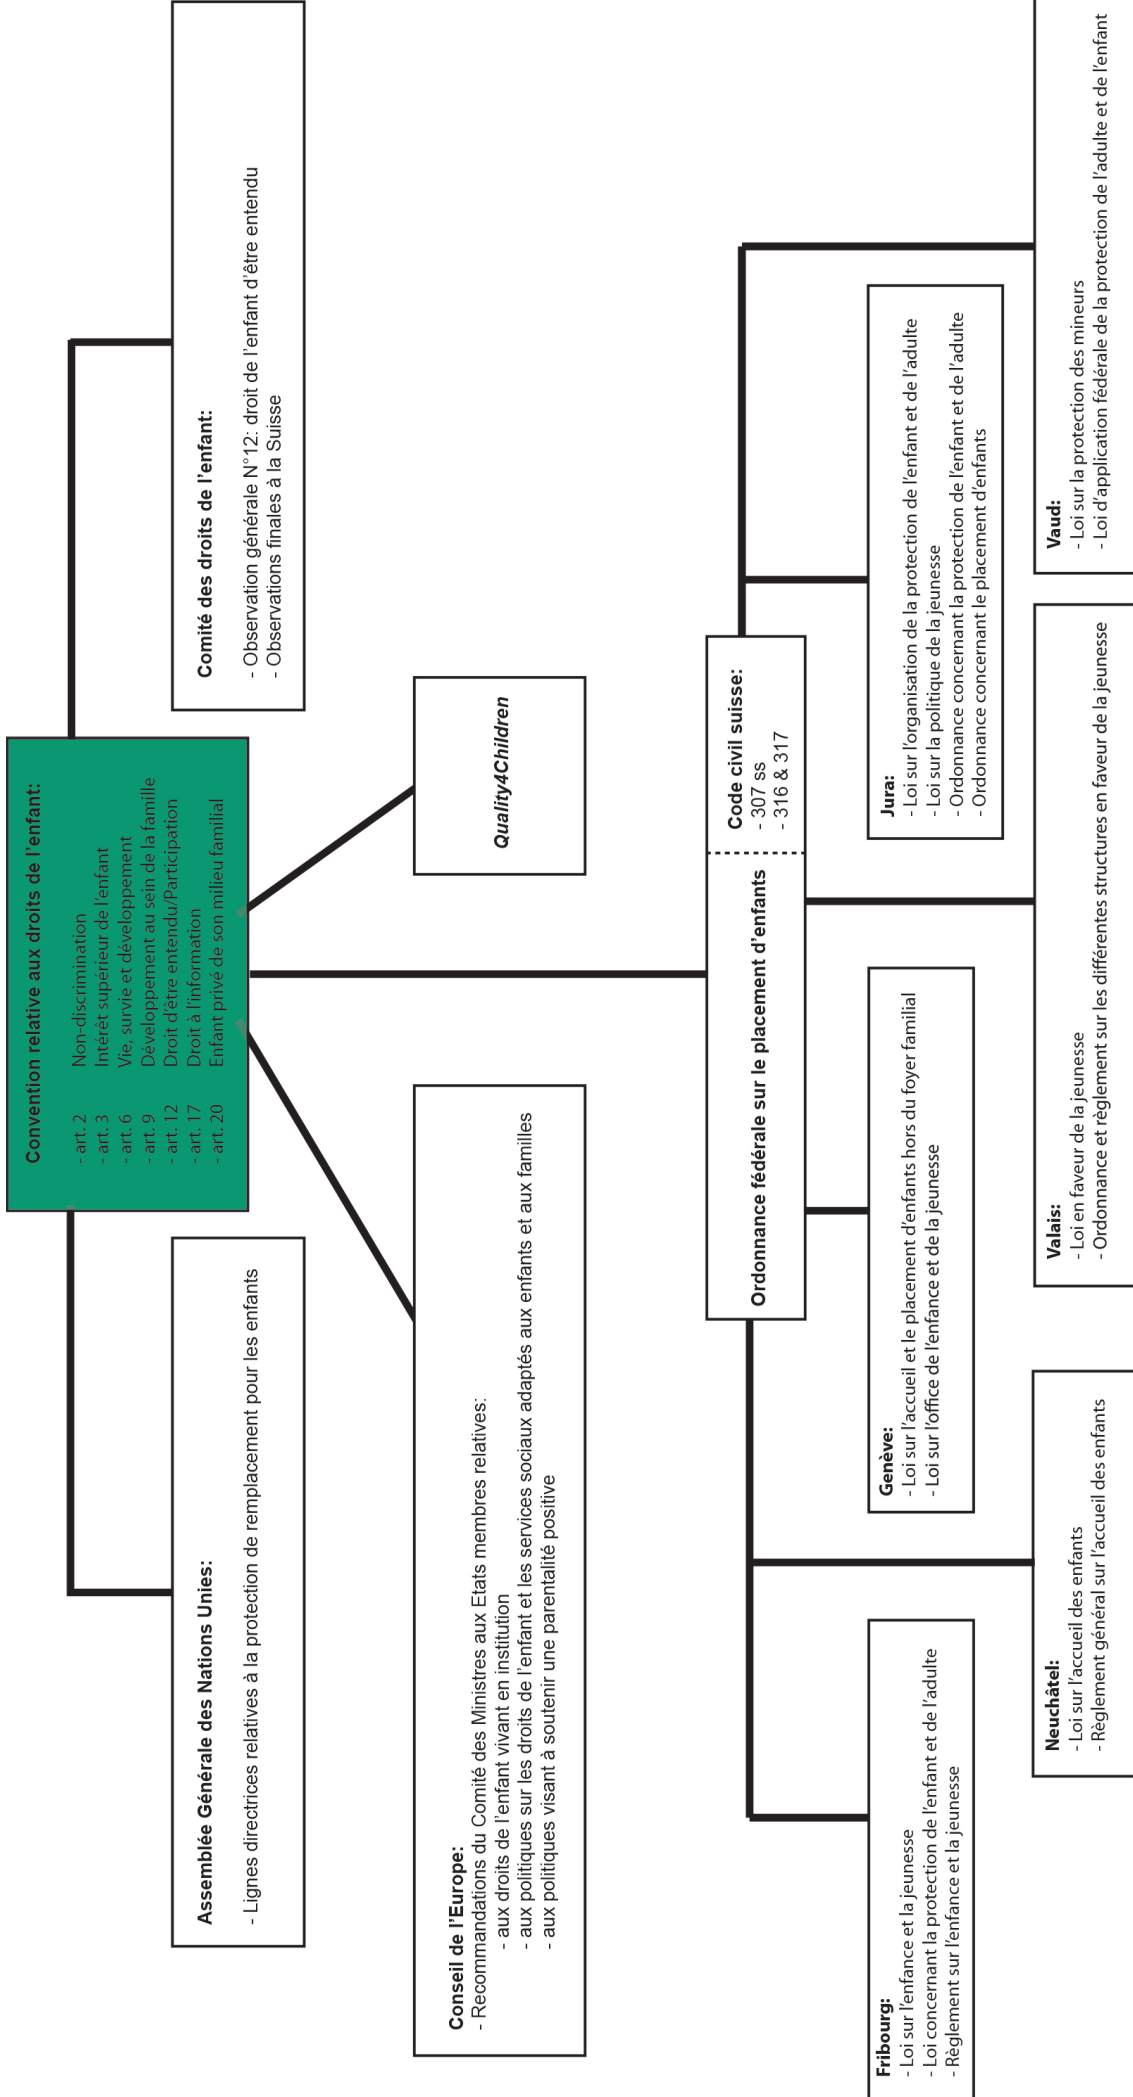 Convention relative aux droits de l'enfant:
- art. 2 Non-discrimination
- art. 3 Intérêt supérieur de l'enfant
- art. 6 Vie, survie et développement
- art. 9 Développement au sein de la famille
- art. 12 Droit d'être entendu/Participation
- art. 17 Droit à l'information
- art. 20 Enfant privé de son milieu familial
Assemblée Générale des Nations Unies:
- Lignes directrices relatives à la protection de remplacement pour les enfants
Comité des droits de l'enfant:
- Observation générale N°12: droit de l'enfant d'être entendu
- Observations finales à la Suisse
Conseil de l'Europe:
- Recommandations du Comité des Ministres aux Etats membres relatives:
- aux droits de l'enfant vivant en institution
- aux politiques sur les droits de l'enfant et les services sociaux adaptés aux enfants et aux familles
- aux politiques visant à soutenir une parentalité positive
Quality4Children
Ordonnance fédérale sur le placement d'enfants
Code civil suisse:
- 307 ss
- 316 & 317
Fribourg:
- Loi sur l'enfance et la jeunesse
- Loi concernant la protection de l'enfant et de l'adulte
- Règlement sur l'enfance et la jeunesse
Genève:
- Loi sur l'accueil et le placement d'enfants hors du foyer familial
- Loi sur l'office de l'enfance et de la jeunesse
Jura:
- Loi sur l'organisation de la protection de l'enfant et de l'adulte
- Loi sur la politique de la jeunesse
- Ordonnance concernant la protection de l'enfant et de l'adulte
- Ordonnance concernant le placement d'enfants
Neuchâtel:
- Loi sur l'accueil des enfants
- Règlement général sur l'accueil des enfants
Valais:
- Loi en faveur de la jeunesse
- Ordonnance et règlement sur les différentes structures en faveur de la jeunesse
Vaud:
- Loi sur la protection des mineurs
- Loi d'application fédérale de la protection de l'adulte et de l'enfant